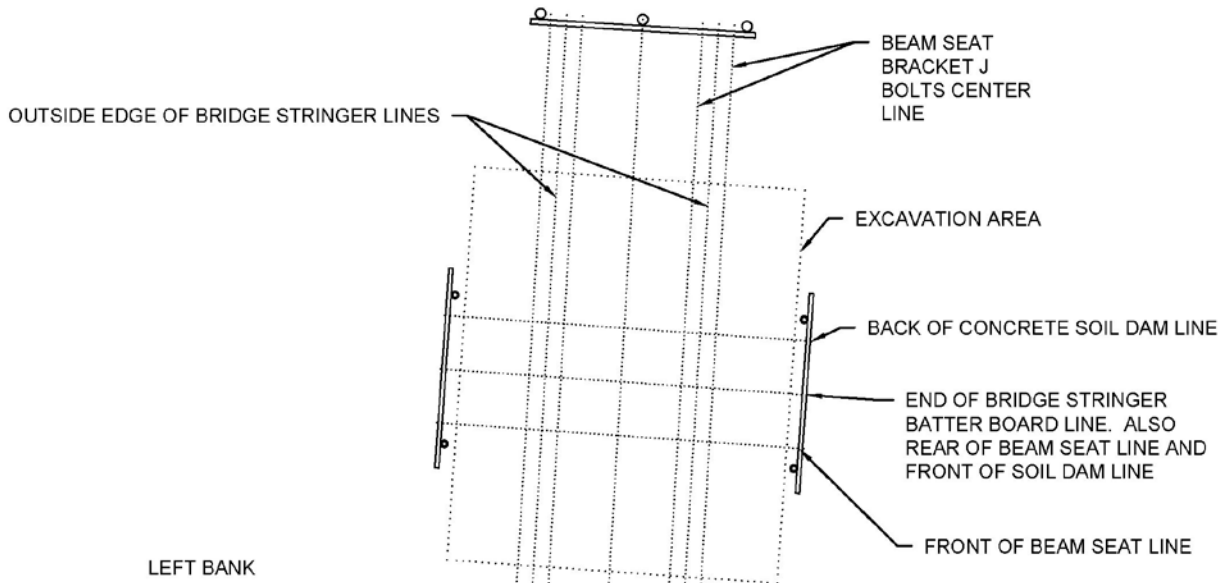 BEAM SEAT
BRACKET J
BOLTS CENTER
LINE
OUTSIDE EDGE OF BRIDGE STRINGER LINES
EXCAVATION AREA
BACK OF CONCRETE SOIL DAM LINE
END OF BRIDGE STRINGER
BATTER BOARD LINE. ALSO
REAR OF BEAM SEAT LINE AND
FRONT OF SOIL DAM LINE
FRONT OF BEAM SEAT LINE
LEFT BANK